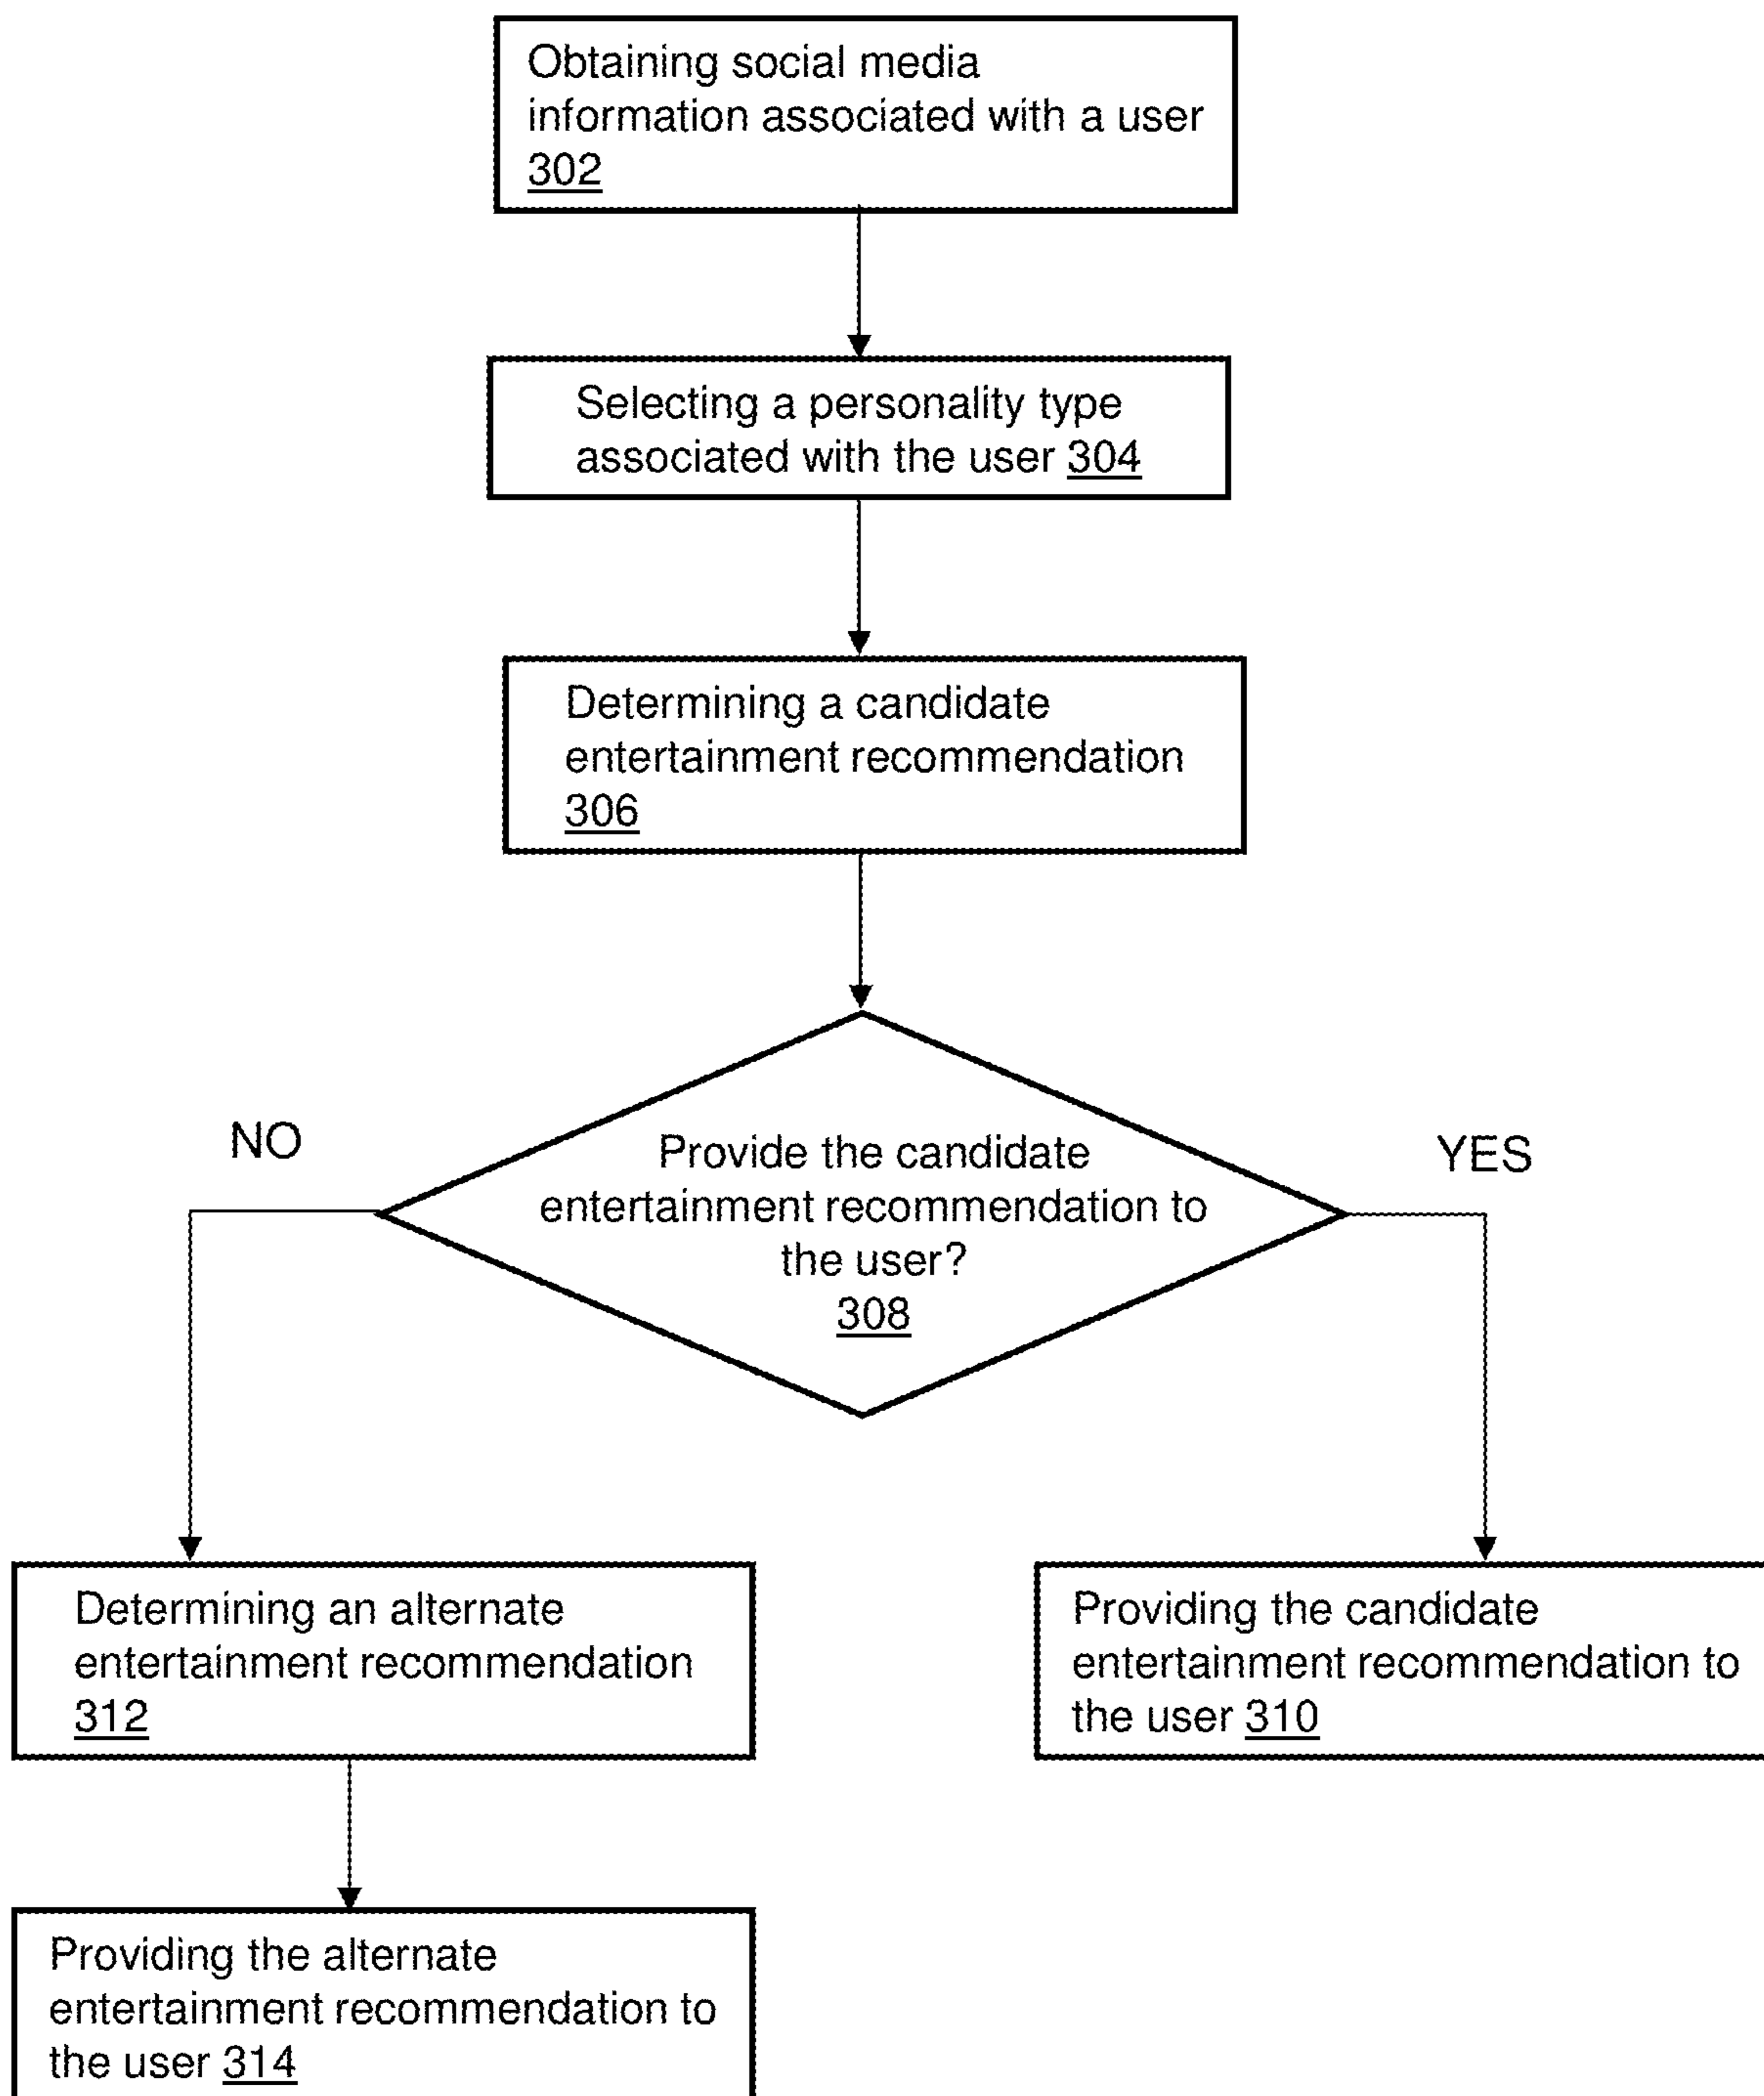 Obtaining social media
information associated with a user
302
Selecting a personality type
associated with the user 304
Determining a candidate
entertainment recommendation
306
NO
YES
Provide the candidate
entertainment recommendation to
the user?
308
Determining an alternate
entertainment recommendation
312
Providing the candidate
entertainment recommendation to
the user 310
Providing the alternate
entertainment recommendation to
the user 314